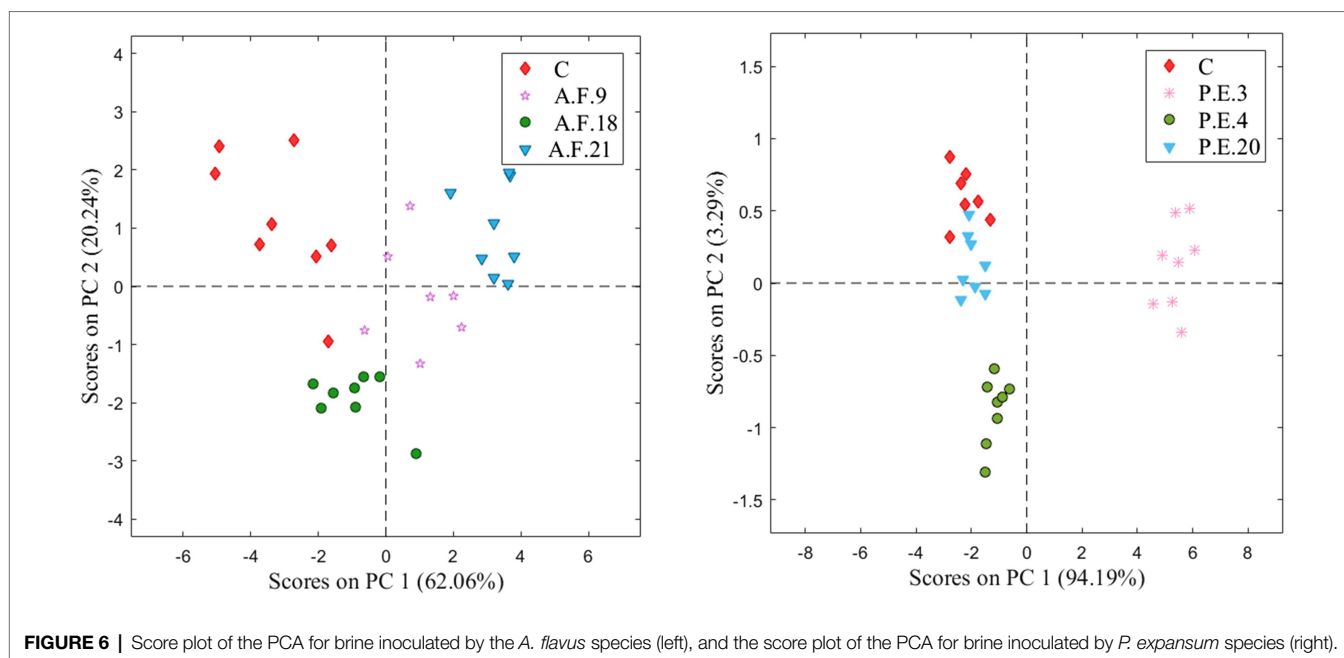 4
3
2
1
0
-1
-2
-3
-4
Scores on PC 2 (20.24%)
C
A.F.9
A.F.18
A.F.21
-6 -4 -2 0 2 4 6
Scores on PC 1 (62.06%)
1.5
1
0.5
0
-0.5
-1
-1.5
Scores on PC 2 (3.29%)
C
P.E.3
P.E.4
P.E.20
-8 -6 -4 -2 0 2 4 6 8
Scores on PC 1 (94.19%)
FIGURE 6 | Score plot of the PCA for brine inoculated by the A. flavus species (left), and the score plot of the PCA for brine inoculated by P. expansum species (right).